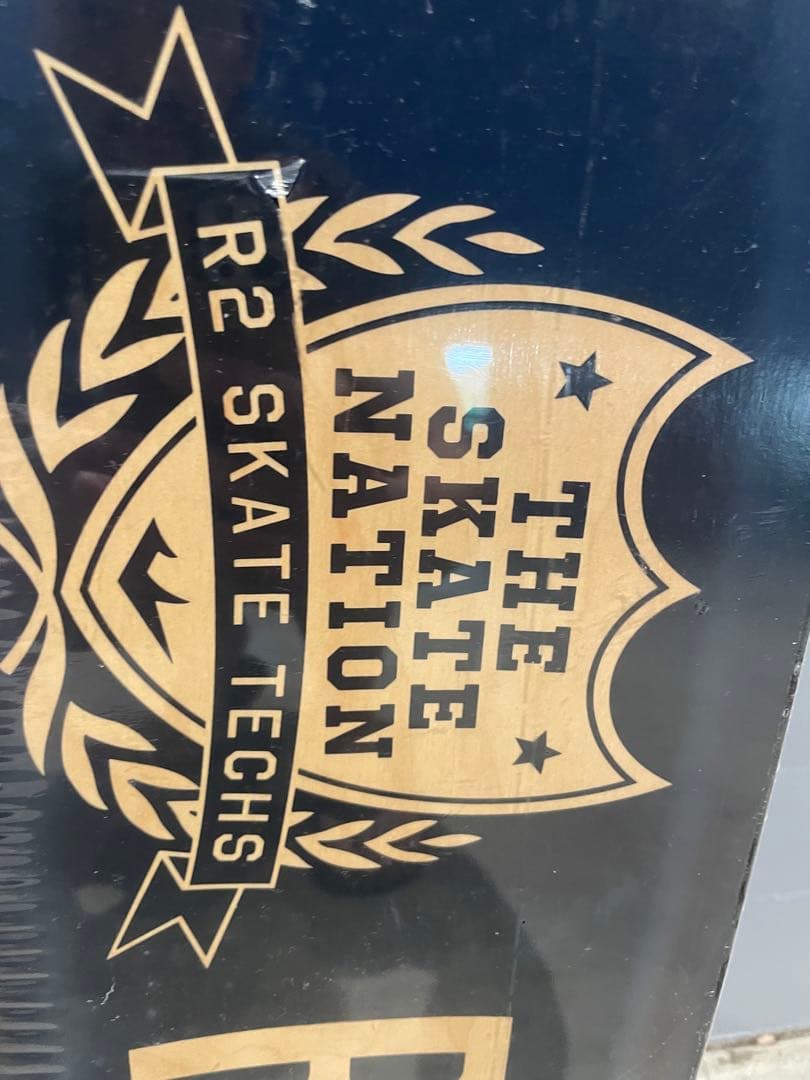 THE
SKATE
NATION
R2 SKATE TECHS